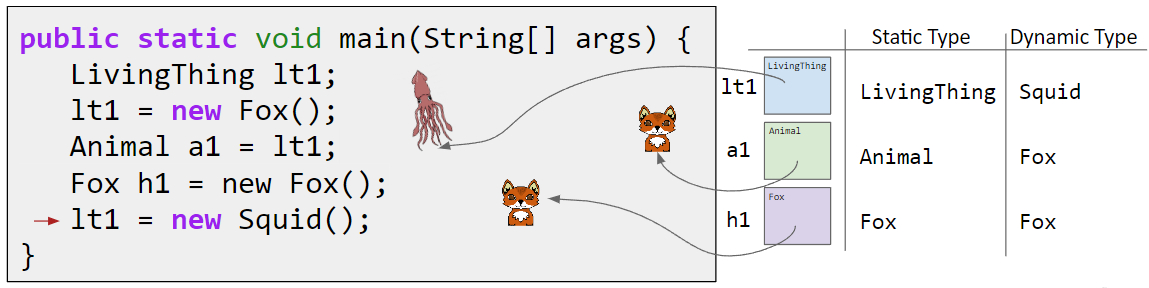 public static void main(String[] args) {
LivingThing lt1;
lt1 = new Fox();
Animal a1 = lt1;
Fox h1 = new Fox();
lt1 = new Squid();
}
Static Type Dynamic Type
lt1 LivingThing LivingThing Squid
a1 Animal Animal Fox
h1 Fox Fox Fox